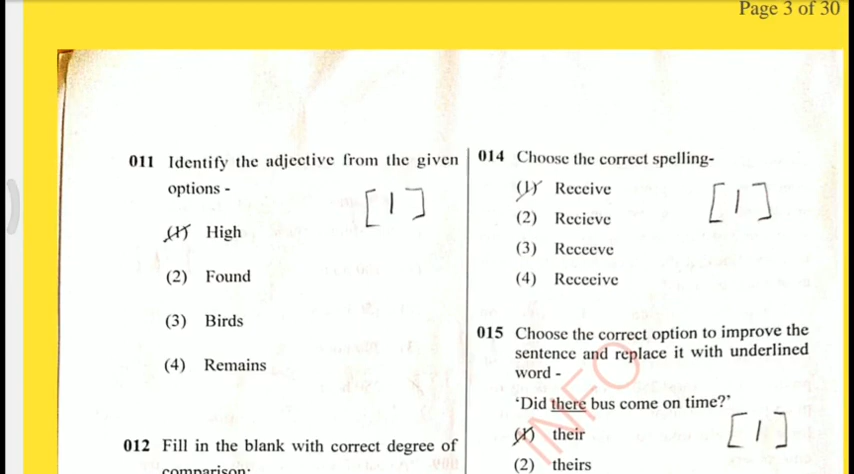 Page 3 of 30
011 Identify the adjective from the given
options -
[1]
(1) High
(2) Found
(3) Birds
(4) Remains
012 Fill in the blank with correct degree of
comparison:
014 Choose the correct spelling-
(1) Receive
[1]
(2) Recieve
(3) Receeve
(4) Receeive
015 Choose the correct option to improve the
sentence and replace it with underlined
word -
'Did there bus come on time?'
(1) their
[1]
(2) theirs
INFO